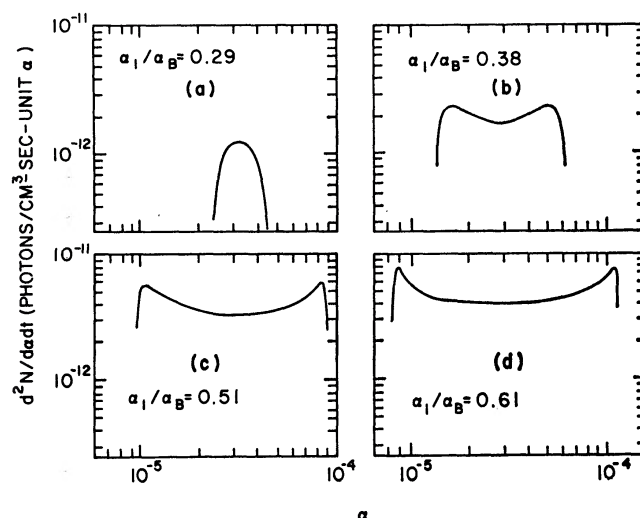 10⁻¹¹
α₁/α_B = 0.29
(a)
10⁻¹²
α₁/α_B = 0.38
(b)
10⁻¹¹
10⁻¹²
(c)
α₁/α_B = 0.51
(d)
α₁/α_B = 0.61
10⁻⁵
10⁻⁴
10⁻⁵
10⁻⁴
d²N/dαdt (PHOTONS/CM³ SEC-UNIT α)
α